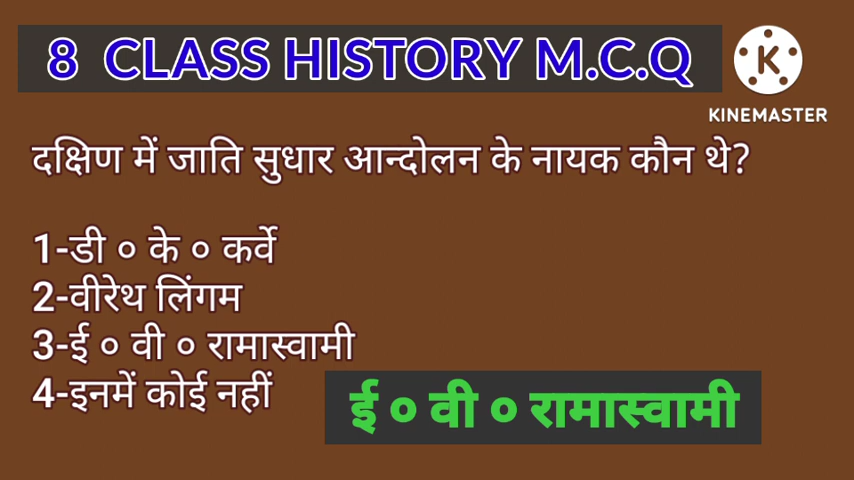 8 CLASS HISTORY M.C.Q
K
KINEMASTER
दक्षिण में जाति सुधार आन्दोलन के नायक कौन थे?
1-डी ० के ० कर्वे
2-वीरेथ लिंगम
3-ई ० वी ० रामास्वामी
4-इनमें कोई नहीं
ई ० वी ० रामास्वामी